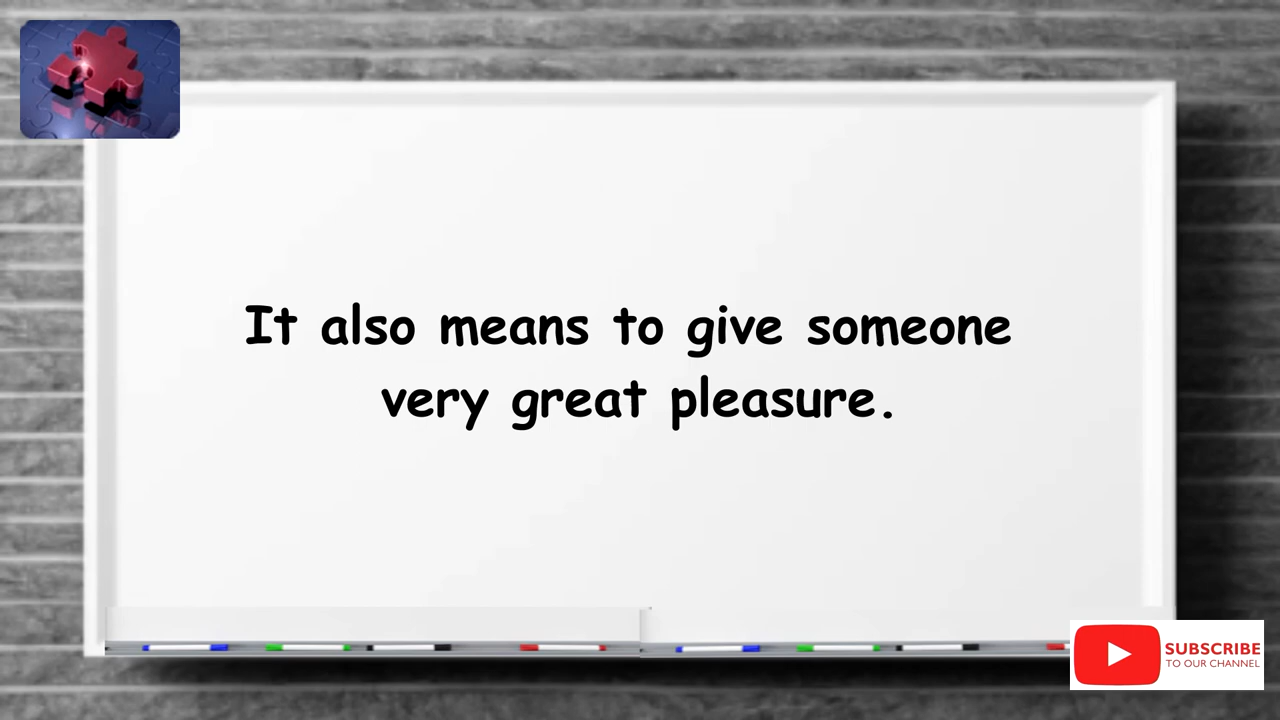 It also means to give someone
very great pleasure.
SUBSCRIBE
TO OUR CHANNEL